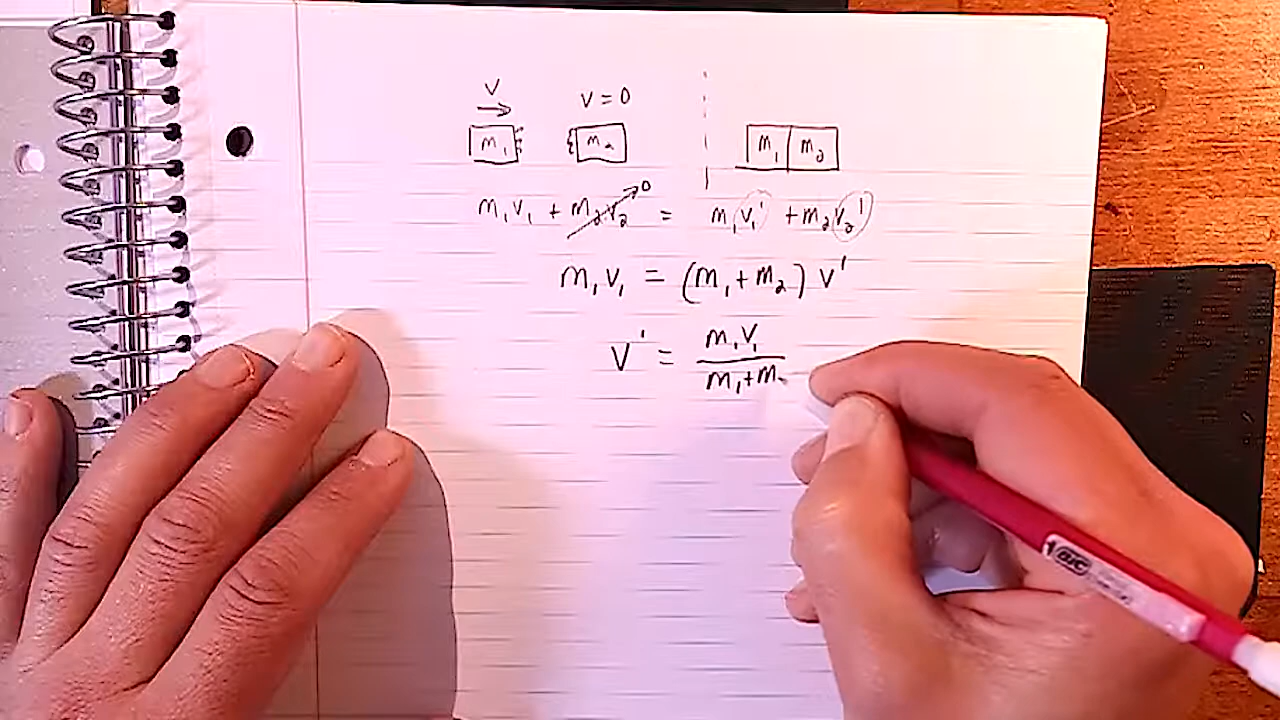 v v = 0
m₁ m₂ m₁ m₂
m₁v₁ + m₂v₂ 0 = m₁v₁' + m₂v₂'
m₁v₁ = (m₁ + m₂) v'
v' = m₁v₁
m₁+m
BIC